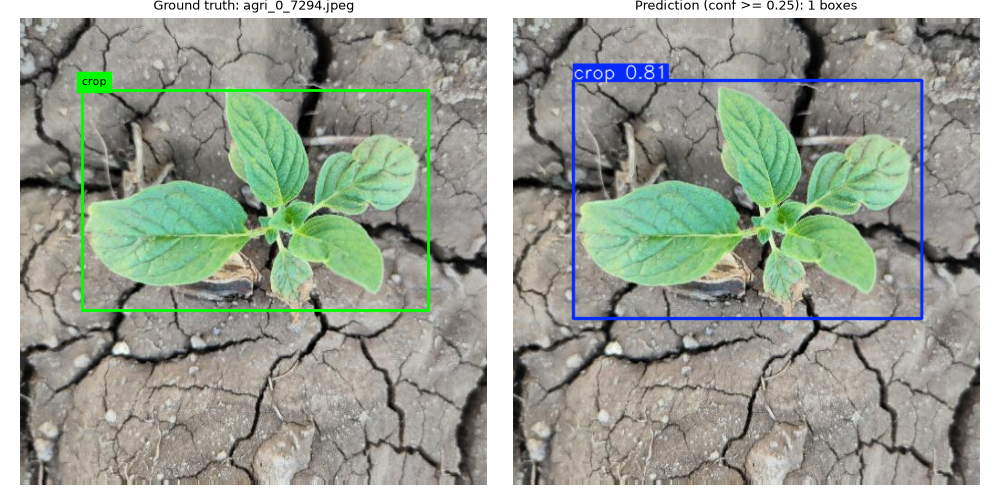 Ground truth: agri_0_7294.jpeg
Prediction (conf >= 0.25): 1 boxes
crop
crop 0.81